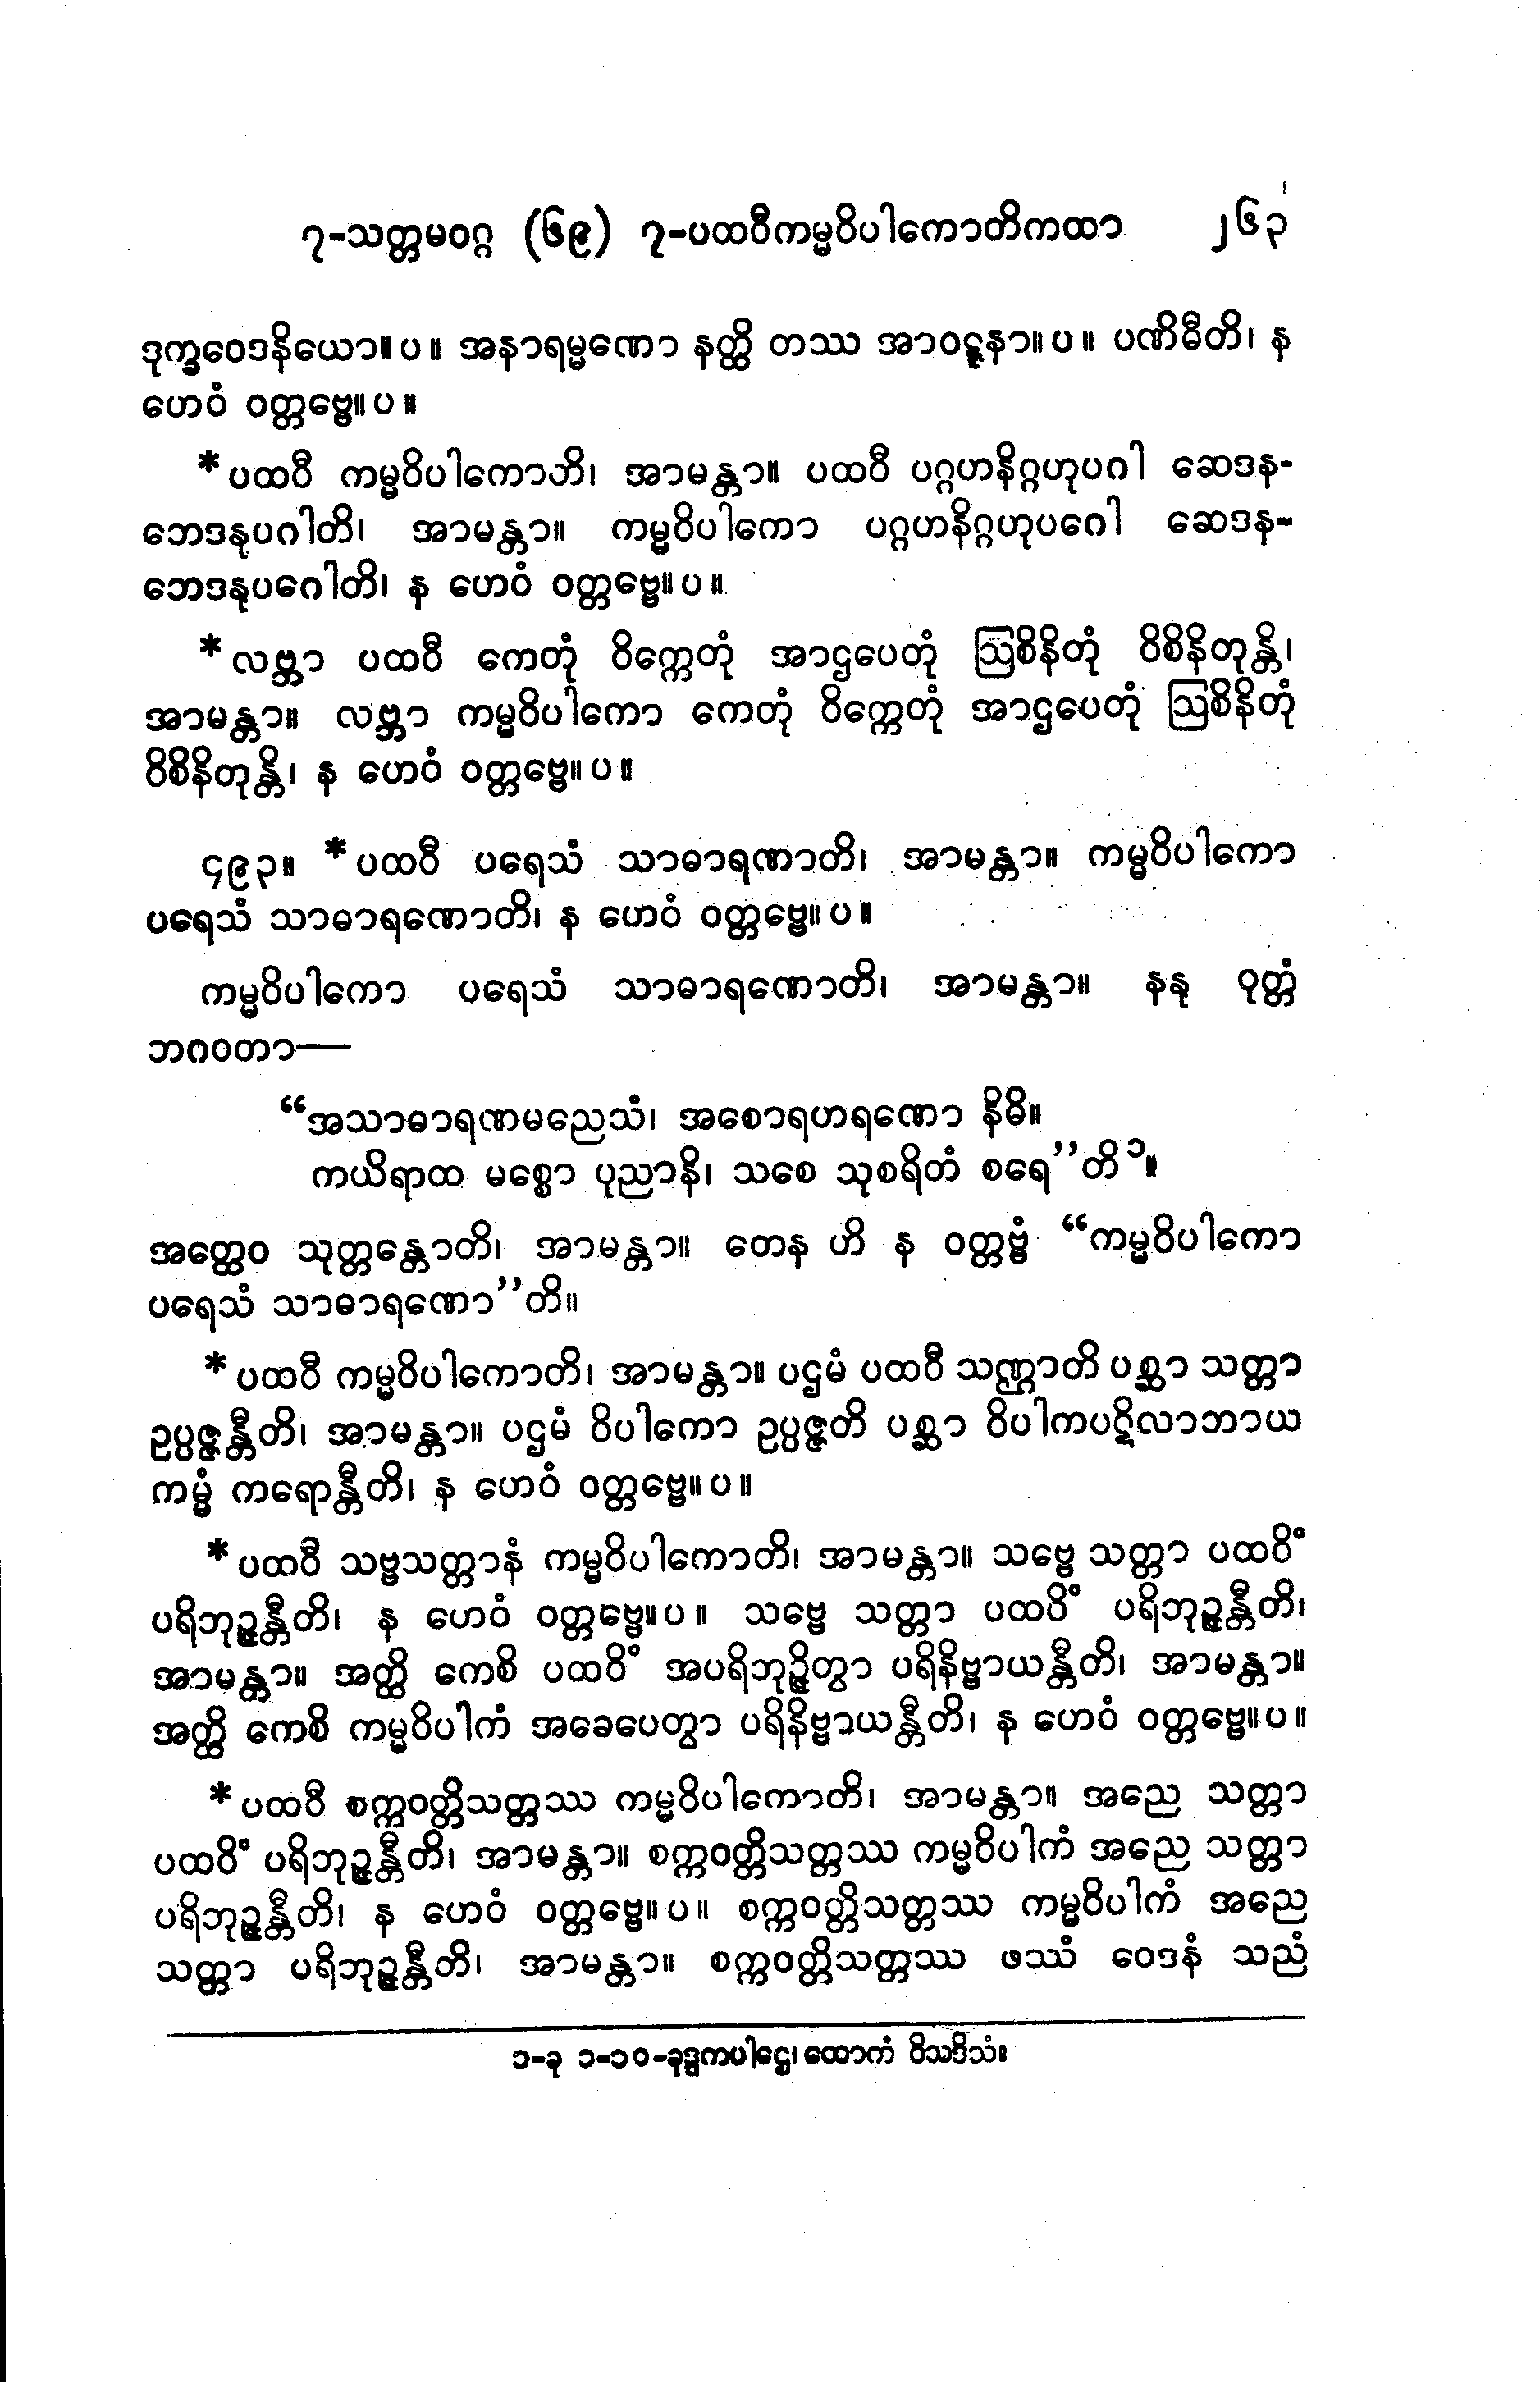 ၇-သတ္တမဝဂ္ဂ (၆၉) ၇-ပထဝီကမ္မဝိပါကောတိကထာ ၂၆၃
ဒုက္ခဝေဒနိယော။ပ။ အနာရမ္မဏော နတ္ထိ တဿ အာဝဋ္ဋနာ။ပ။ ပဏိဓီတိ၊ န
ဟေဝံ ဝတ္တဗ္ဗေ။ပ။
*ပထဝီ ကမ္မဝိပါကောတိ၊ အာမန္တာ။ ပထဝီ ပဂ္ဂဟနိဂ္ဂဟုပဂါ ဆေဒန-
ဘေဒနုပဂါတိ၊ အာမန္တာ။ ကမ္မဝိပါကော ပဂ္ဂဟနိဂ္ဂဟုပဂေါ ဆေဒန-
ဘေဒနုပဂေါတိ၊ န ဟေဝံ ဝတ္တဗ္ဗေ။ပ။
*လဗ္ဘာ ပထဝီ ကေတုံ ဝိက္ကေတုံ အာဌပေတုံ ဩစိနိတုံ ဝိစိနိတုန္တိ၊
အာမန္တာ။ လဗ္ဘာ ကမ္မဝိပါကော ကေတုံ ဝိက္ကေတုံ အာဌပေတုံ ဩစိနိတုံ
ဝိစိနိတုန္တိ၊ န ဟေဝံ ဝတ္တဗ္ဗေ။ပ။
၄၉၃။ *ပထဝီ ပရေသံ သာဓာရဏာတိ၊ အာမန္တာ။ ကမ္မဝိပါကော
ပရေသံ သာဓာရဏောတိ၊ န ဟေဝံ ဝတ္တဗ္ဗေ။ပ။
ကမ္မဝိပါကော ပရေသံ သာဓာရဏောတိ၊ အာမန္တာ။ နနု ဝုတ္တံ
ဘဂဝတာ—
“အသာဓာရဏမညေသံ၊ အစောရဟရဏော နိဓိ။
ကယိရာထ မစ္စော ပုညာနိ၊ သစေ သုစရိတံ စရေ”တိ ၁။
အတ္ထေဝ သုတ္တန္တောတိ၊ အာမန္တာ။ တေန ဟိ န ဝတ္တဗ္ဗံ “ကမ္မဝိပါကော
ပရေသံ သာဓာရဏော”တိ။
*ပထဝီ ကမ္မဝိပါကောတိ၊ အာမန္တာ။ ပဌမံ ပထဝီ သဏ္ဌာတိ ပစ္ဆာ သတ္တာ
ဥပ္ပဇ္ဇန္တီတိ၊ အာမန္တာ။ ပဌမံ ဝိပါကော ဥပ္ပဇ္ဇတိ ပစ္ဆာ ဝိပါကပဋိလာဘာယ
ကမ္မံ ကရောန္တီတိ၊ န ဟေဝံ ဝတ္တဗ္ဗေ။ပ။
*ပထဝီ သဗ္ဗသတ္တာနံ ကမ္မဝိပါကောတိ၊ အာမန္တာ။ သဗ္ဗေ သတ္တာ ပထဝိံ
ပရိဘုဉ္ဇန္တီတိ၊ န ဟေဝံ ဝတ္တဗ္ဗေ။ပ။ သဗ္ဗေ သတ္တာ ပထဝိံ ပရိဘုဉ္ဇန္တီတိ၊
အာမန္တာ။ အတ္ထိ ကေစိ ပထဝိံ အပရိဘုဉ္ဇိတွာ ပရိနိဗ္ဗာယန္တီတိ၊ အာမန္တာ။
အတ္ထိ ကေစိ ကမ္မဝိပါကံ အခေပေတွာ ပရိနိဗ္ဗာယန္တီတိ၊ န ဟေဝံ ဝတ္တဗ္ဗေ။ပ။
*ပထဝီ စက္ကဝတ္တိသတ္တဿ ကမ္မဝိပါကောတိ၊ အာမန္တာ။ အညေ သတ္တာ
ပထဝိံ ပရိဘုဉ္ဇန္တီတိ၊ အာမန္တာ။ စက္ကဝတ္တိသတ္တဿ ကမ္မဝိပါကံ အညေ သတ္တာ
ပရိဘုဉ္ဇန္တီတိ၊ န ဟေဝံ ဝတ္တဗ္ဗေ။ပ။ စက္ကဝတ္တိသတ္တဿ ကမ္မဝိပါကံ အညေ
သတ္တာ ပရိဘုဉ္ဇန္တီတိ၊ အာမန္တာ။ စက္ကဝတ္တိသတ္တဿ ဖဿံ ဝေဒနံ သညံ
၁-ခု ၁-၁၀-ခုဒ္ဒကပါဌေ၊ ထောကံ ဝိသဒိသံ။